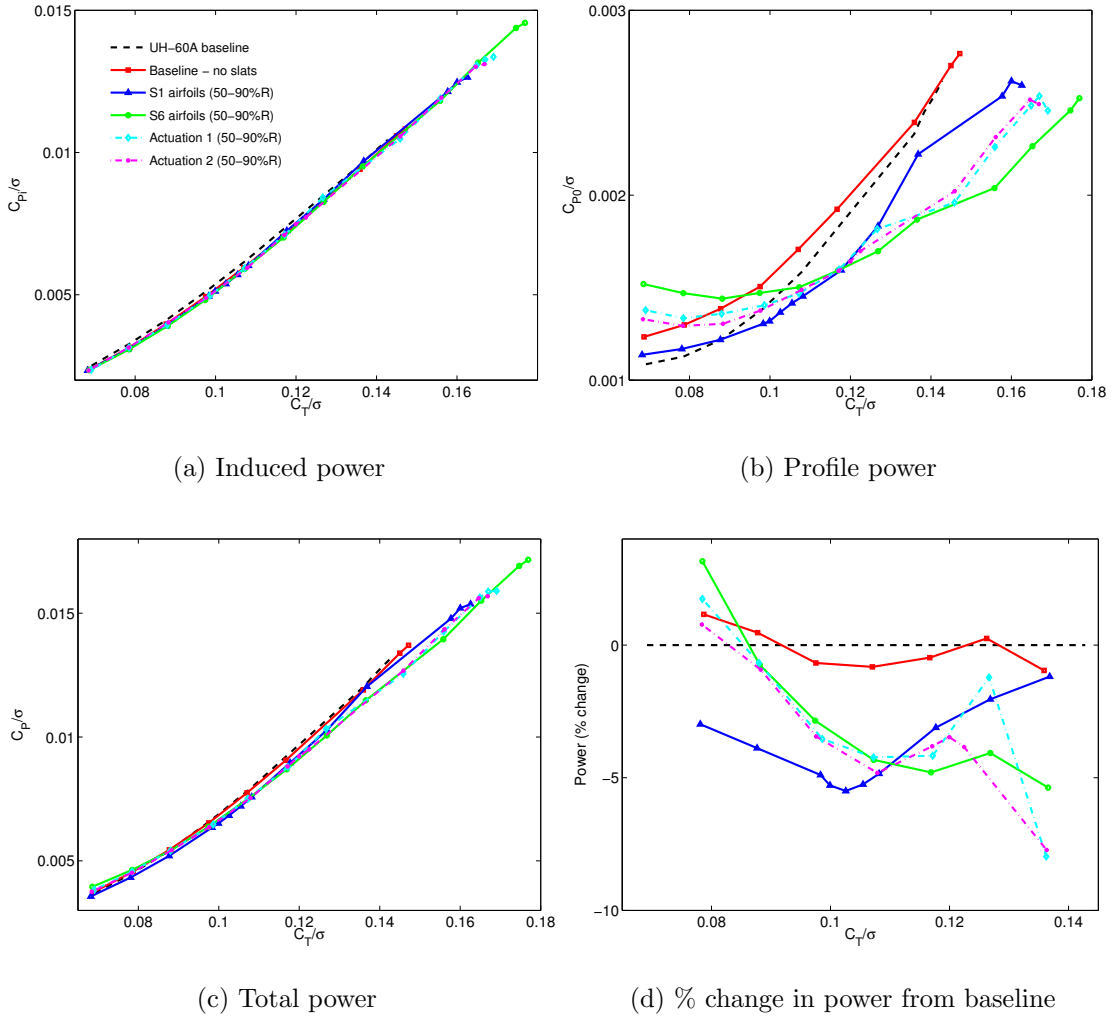 0.015
0.01
0.005
C_Pi/σ
UH−60A baseline
Baseline − no slats
S1 airfoils (50−90%R)
S6 airfoils (50−90%R)
Actuation 1 (50−90%R)
Actuation 2 (50−90%R)
0.08 0.1 0.12 0.14 0.16
C_T/σ
(a) Induced power
0.003
0.002
0.001
C_P0/σ
0.08 0.1 0.12 0.14 0.16 0.18
C_T/σ
(b) Profile power
0.015
0.01
0.005
C_P/σ
0.08 0.1 0.12 0.14 0.16 0.18
C_T/σ
(c) Total power
0
−5
−10
Power (% change)
0.08 0.1 0.12 0.14
C_T/σ
(d) % change in power from baseline